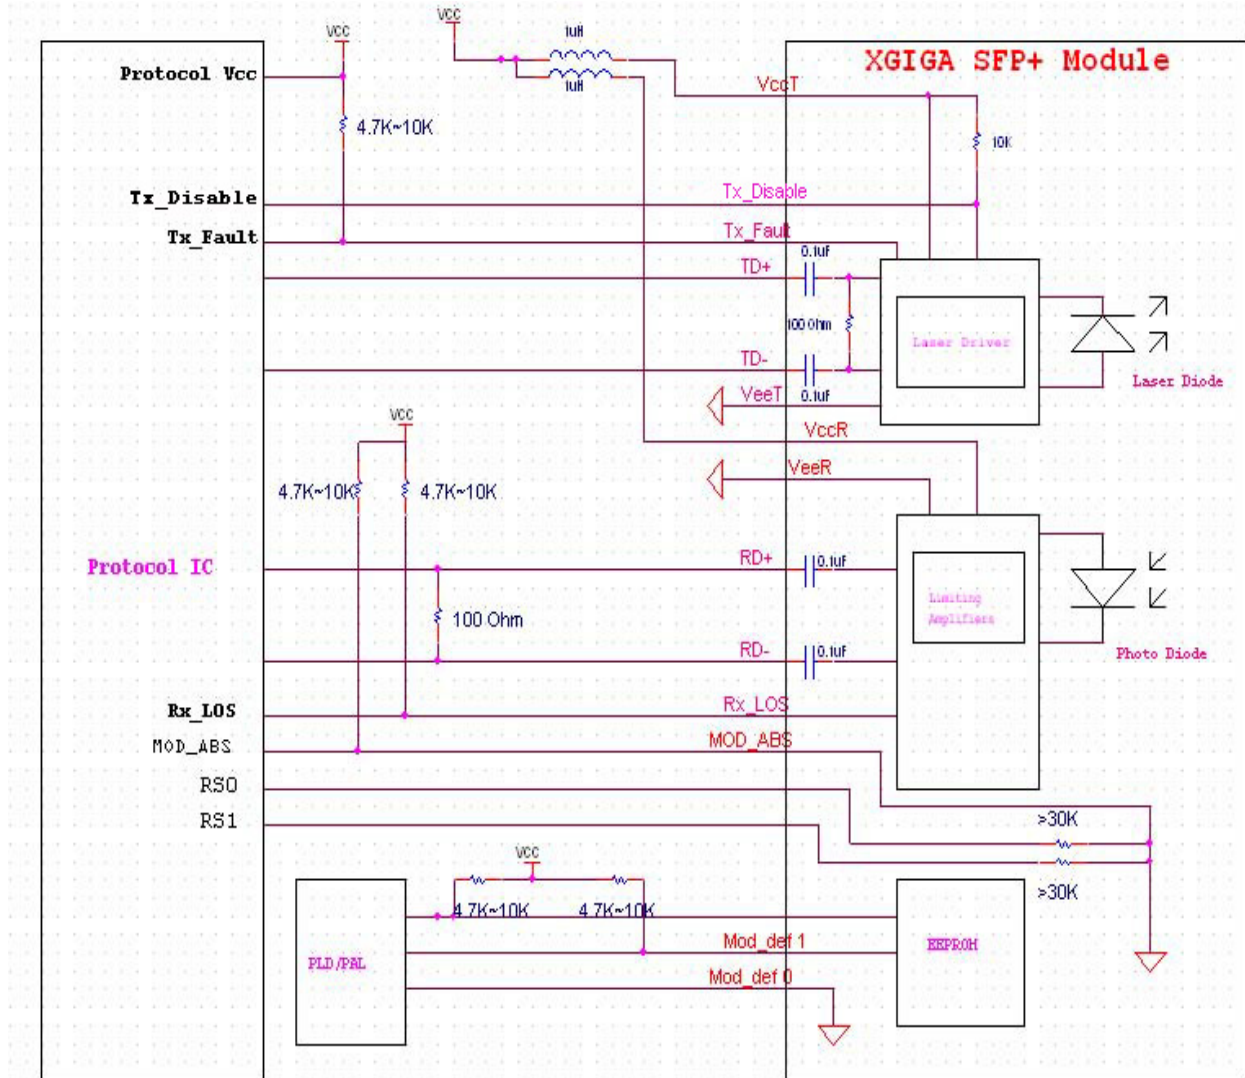 VCC
VCC
1uH
1uH
XGIGA SFP+ Module
Protocol Vcc
VccT
4.7K~10K
10K
Tx_Disable
Tx_Disable
Tx_Fault
Tx_Fault
0.1uf
TD+
100 Ohm
Laser Driver
TD-
0.1uf
Laser Diode
VeeT
VCC
VccR
VeeR
4.7K~10K
4.7K~10K
Protocol IC
RD+
0.1uf
Limiting
Amplifiers
100 Ohm
RD-
0.1uf
Photo Diode
Rx_LOS
Rx_LOS
MOD_ABS
MOD_ABS
RS0
RS1
>30K
VCC
>30K
4.7K~10K
4.7K~10K
Mod_def 1
EEPROM
PLD/PAL
Mod_def 0